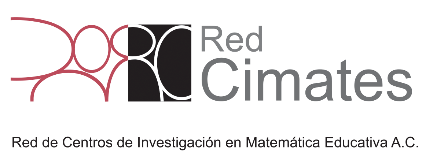 Red
Cimates
Red de Centros de Investigación en Matemática Educativa A.C.